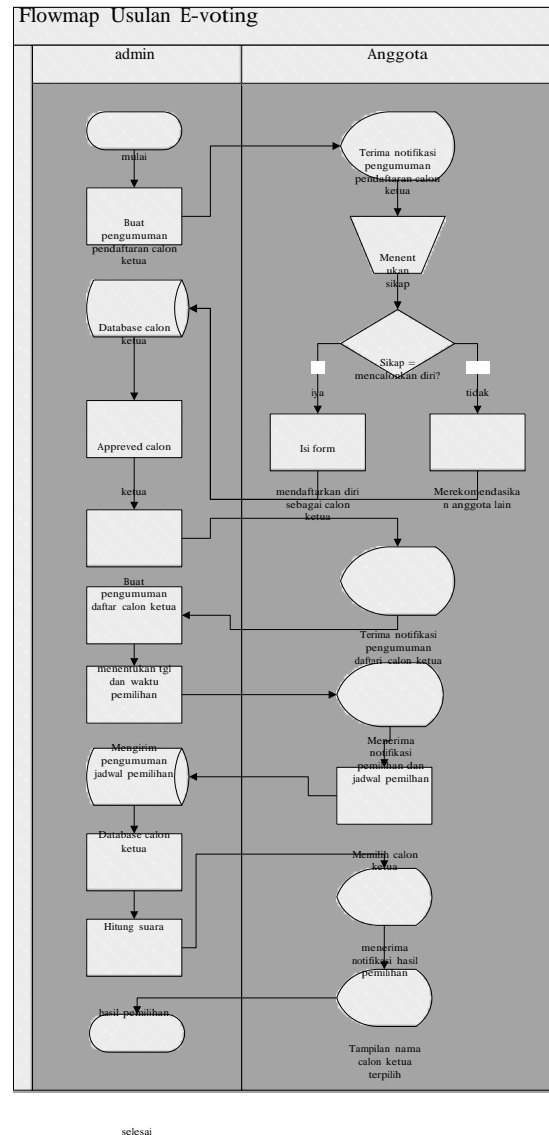 Flowmap Usulan E-voting
admin
Anggota
mulai
Terima notifikasi
pengumuman
pendaftaran calon
ketua
Buat
pengumuman
pendaftaran calon
ketua
Menent
ukan
sikap
Database calon
ketua
Sikap =
mencalonkan diri?
iya
tidak
Appreved calon
ketua
Isi form
mendaftarkan diri
sebagai calon
ketua
Merekomendasika
n anggota lain
Buat
pengumuman
daftar calon ketua
Terima notifikasi
pengumuman
daftari calon ketua
menentukan tgl
dan waktu
pemilihan
Mengirim
pengumuman
jadwal pemilihan
Menerima
notifikasi
pemilihan dan
jadwal pemilhan
Database calon
ketua
Memilih calon
ketua
Hitung suara
menerima
notifikasi hasil
pemilihan
hasil pemilihan
Tampilan nama
calon ketua
terpilih
selesai